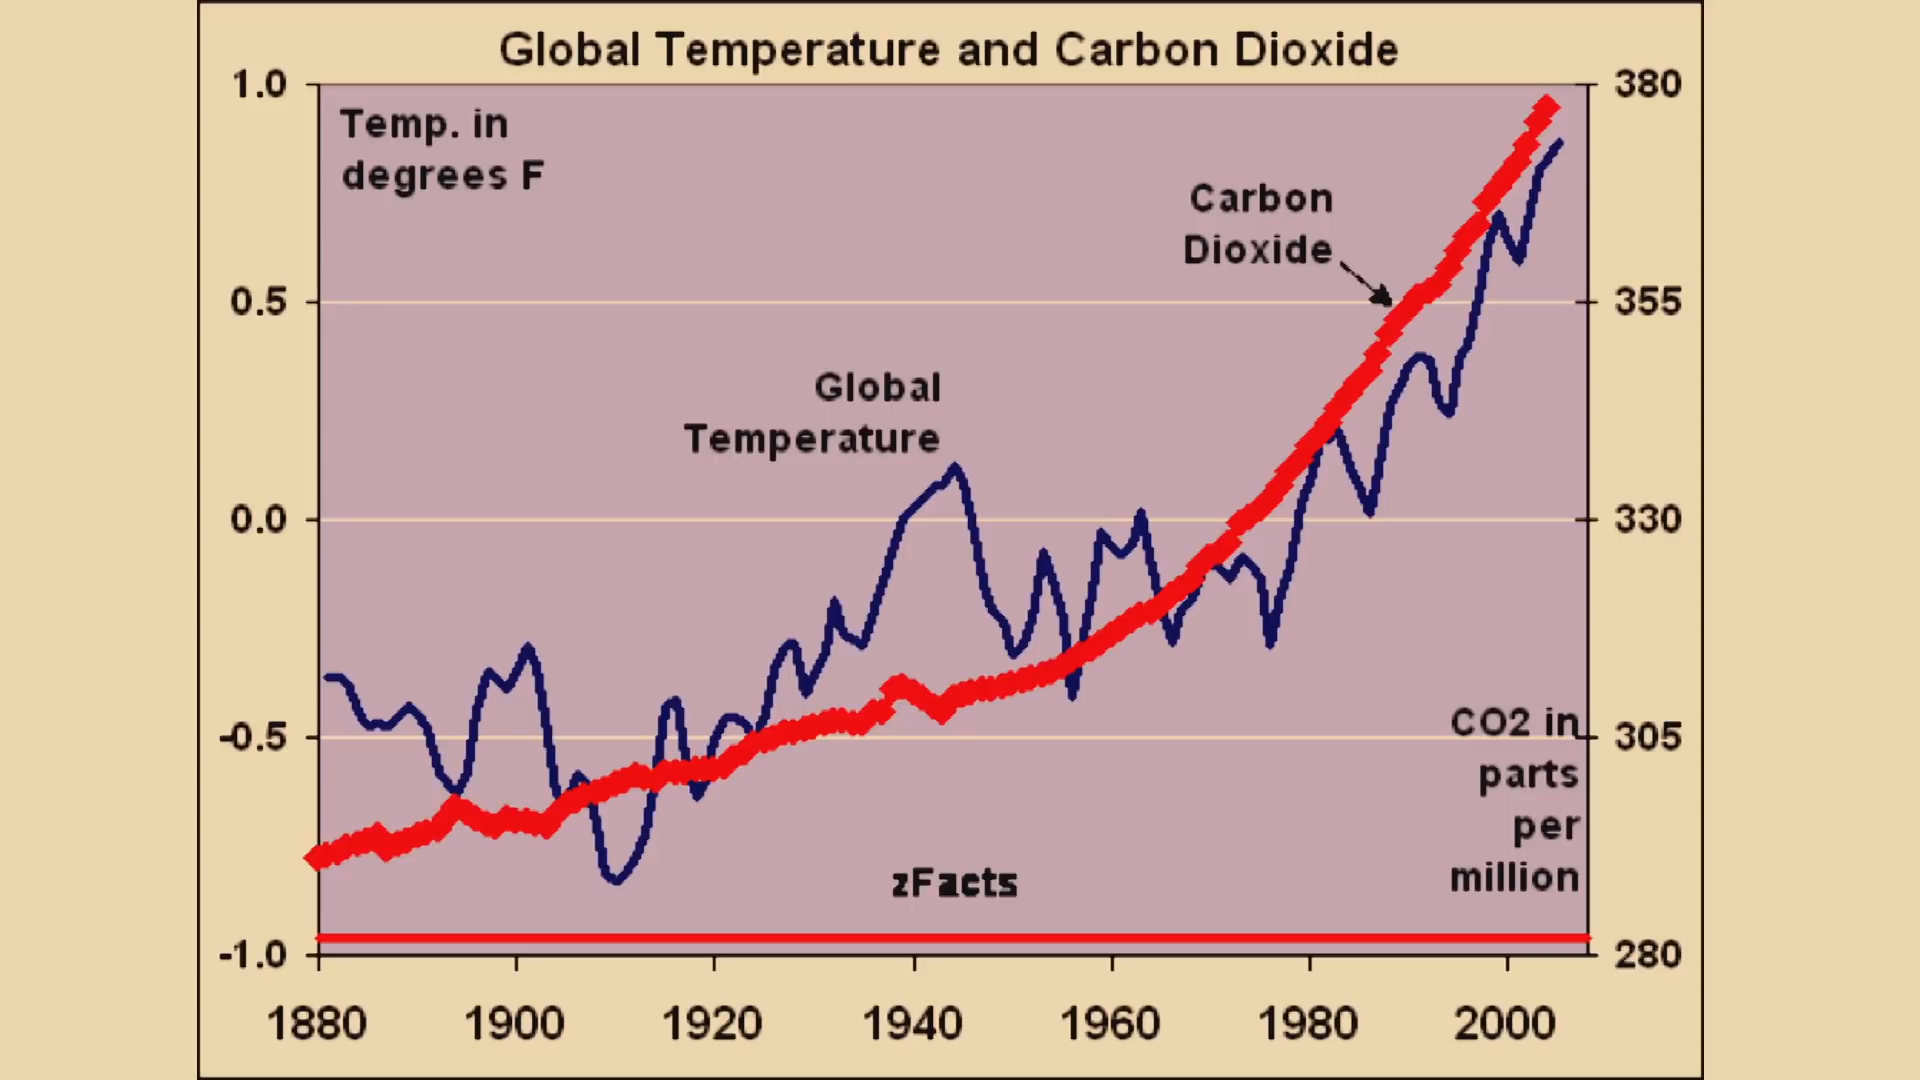 Global Temperature and Carbon Dioxide
1.0
380
Temp. in
degrees F
Carbon
Dioxide
0.5
355
Global
Temperature
0.0
330
CO2 in
-0.5
305
parts
per
million
zFacts
-1.0
280
1880 1900 1920 1940 1960 1980 2000